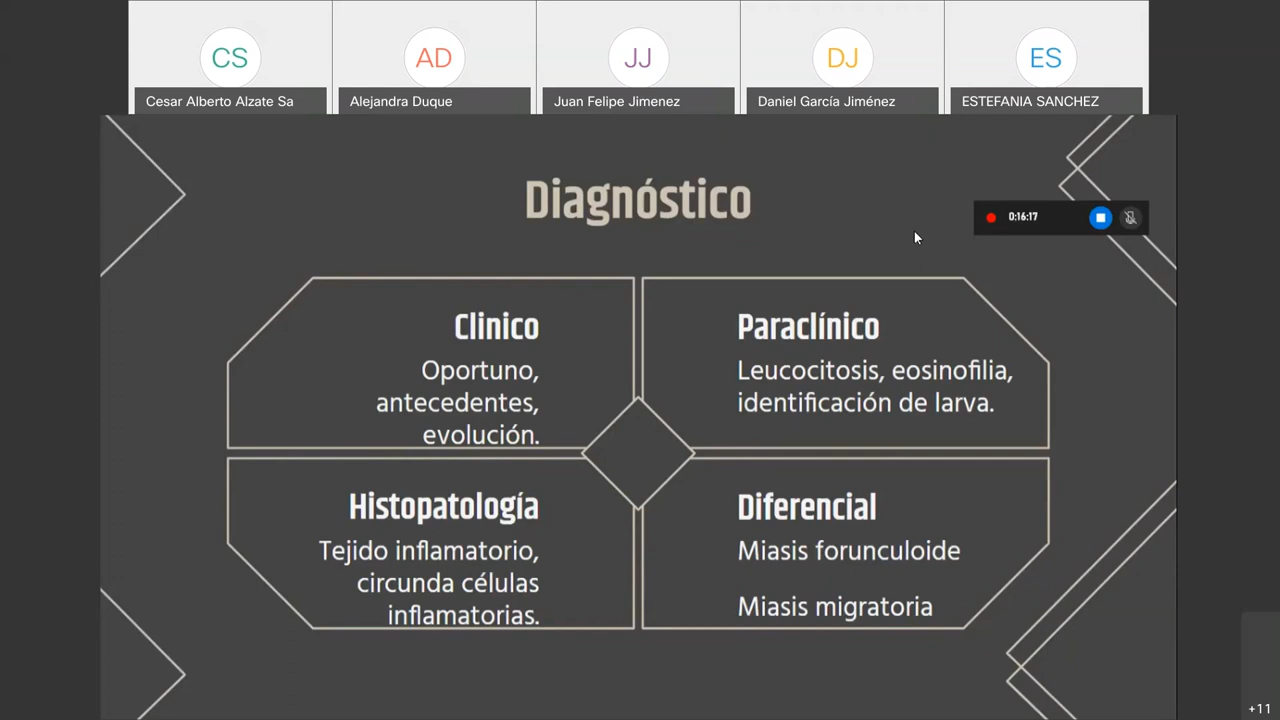 CS
AD
JJ
DJ
ES
Cesar Alberto Alzate Sa
Alejandra Duque
Juan Felipe Jimenez
Daniel García Jiménez
ESTEFANIA SANCHEZ
Diagnóstico
0:16:17
Clinico
Oportuno,
antecedentes,
evolución.
Paraclínico
Leucocitosis, eosinofilia,
identificación de larva.
Histopatología
Tejido inflamatorio,
circunda células
inflamatorias.
Diferencial
Miasis forunculoide
Miasis migratoria
+11